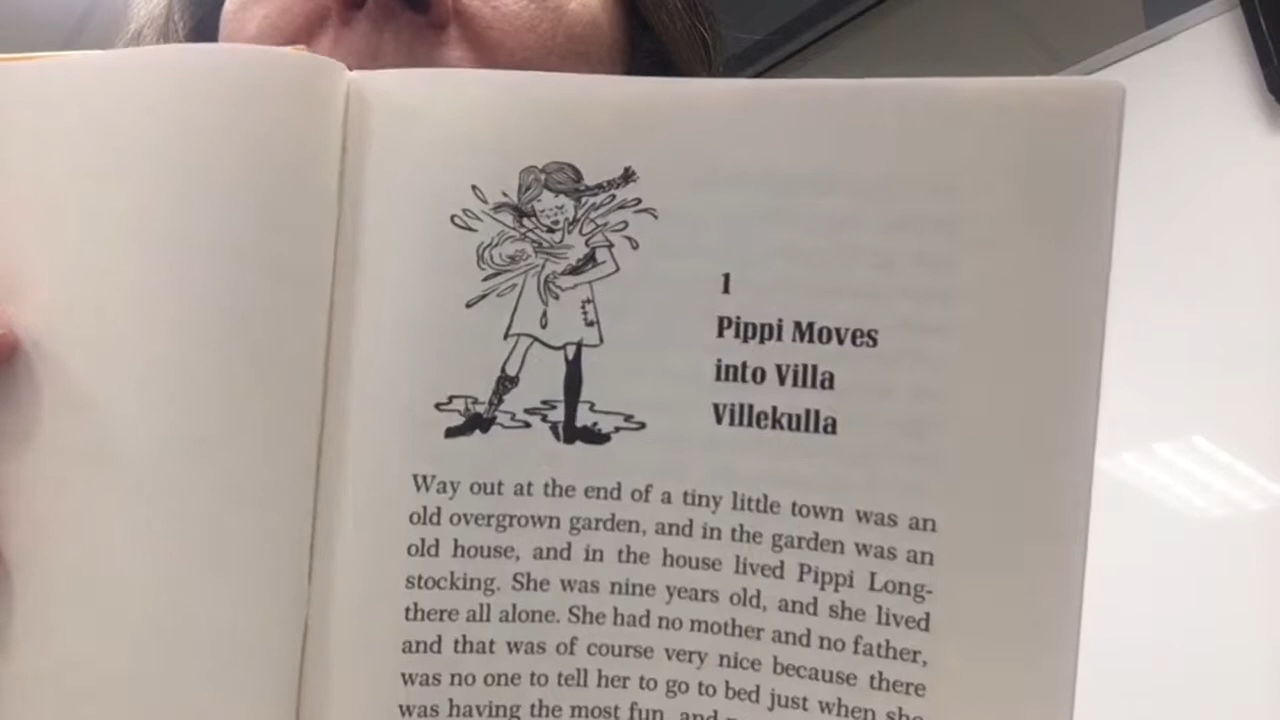 1
Pippi Moves
into Villa
Villekulla
Way out at the end of a tiny little town was an
old overgrown garden, and in the garden was an
old house, and in the house lived Pippi Long-
stocking. She was nine years old, and she lived
there all alone. She had no mother and no father,
and that was of course very nice because there
was no one to tell her to go to bed just when she
was having the most fun, and